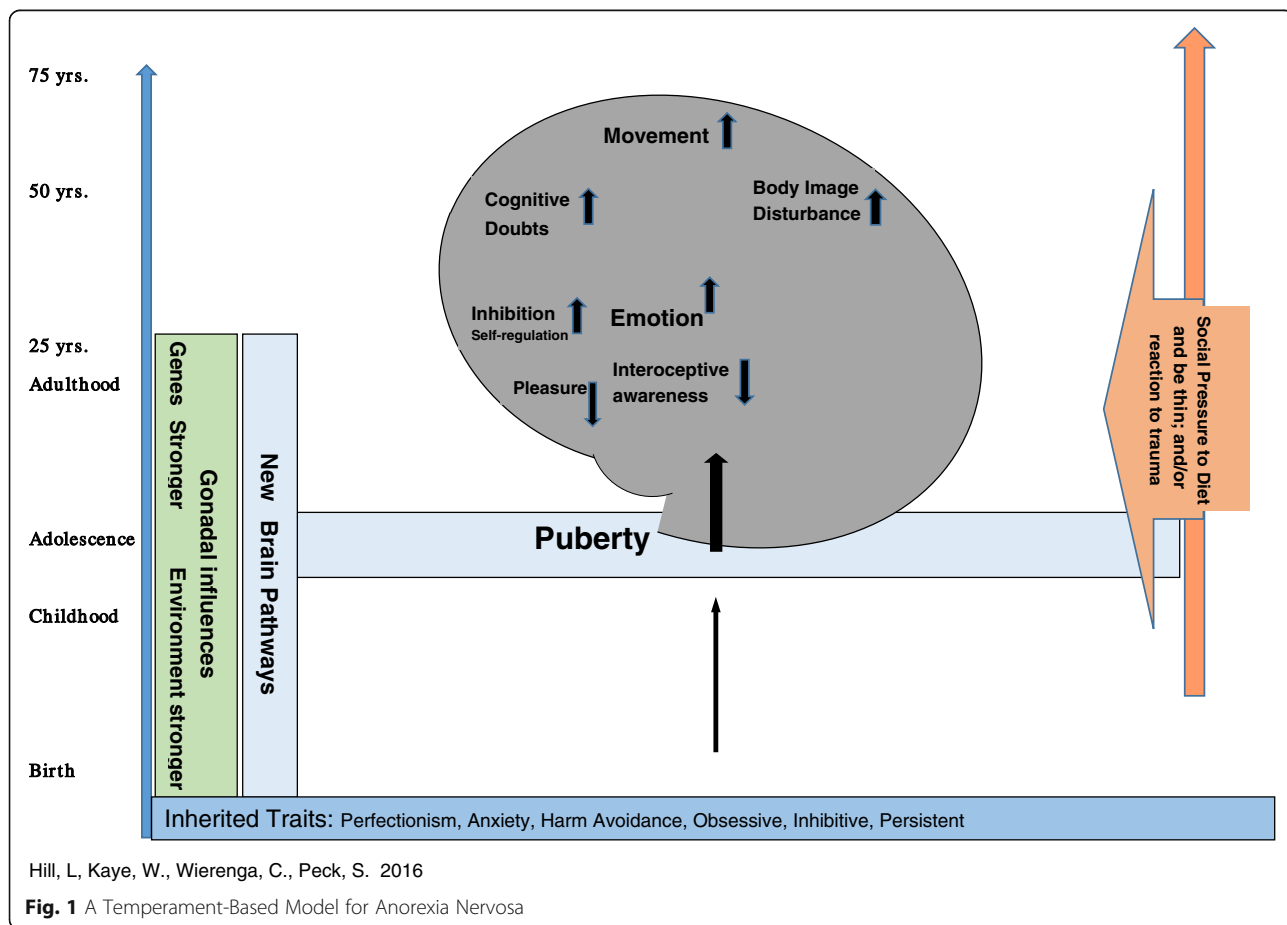 75 yrs.
50 yrs.
25 yrs.
Adulthood
Adolescence
Childhood
Birth
Genes Stronger Environment stronger
Gonadal influences
New Brain Pathways
Movement
Cognitive
Doubts
Body Image
Disturbance
Inhibition
Self-regulation
Emotion
Pleasure
Interoceptive
awareness
Puberty
Social Pressure to Diet
and be thin; and/or
reaction to trauma
Inherited Traits: Perfectionism, Anxiety, Harm Avoidance, Obsessive, Inhibitive, Persistent
Hill, L, Kaye, W., Wierenga, C., Peck, S. 2016
Fig. 1 A Temperament-Based Model for Anorexia Nervosa